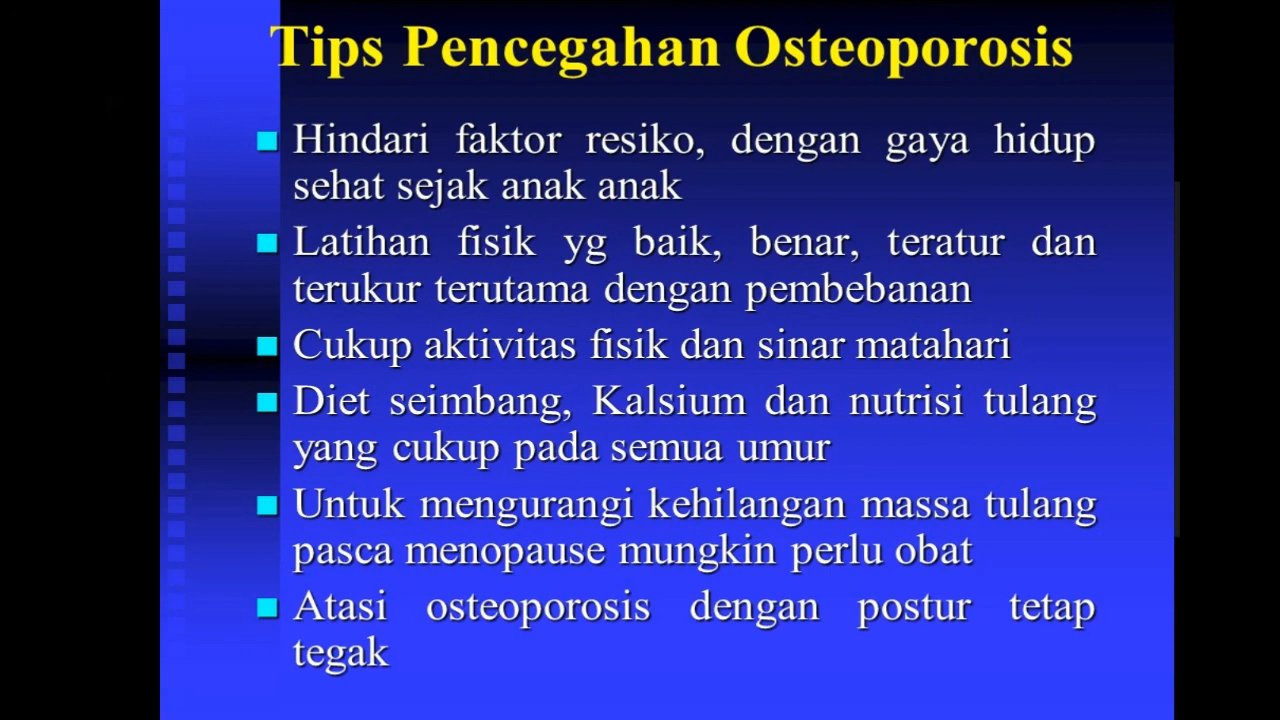 Tips Pencegahan Osteoporosis
Hindari faktor resiko, dengan gaya hidup
sehat sejak anak anak
Latihan fisik yg baik, benar, teratur dan
terukur terutama dengan pembebanan
Cukup aktivitas fisik dan sinar matahari
Diet seimbang, Kalsium dan nutrisi tulang
yang cukup pada semua umur
Untuk mengurangi kehilangan massa tulang
pasca menopause mungkin perlu obat
Atasi osteoporosis dengan postur tetap
tegak